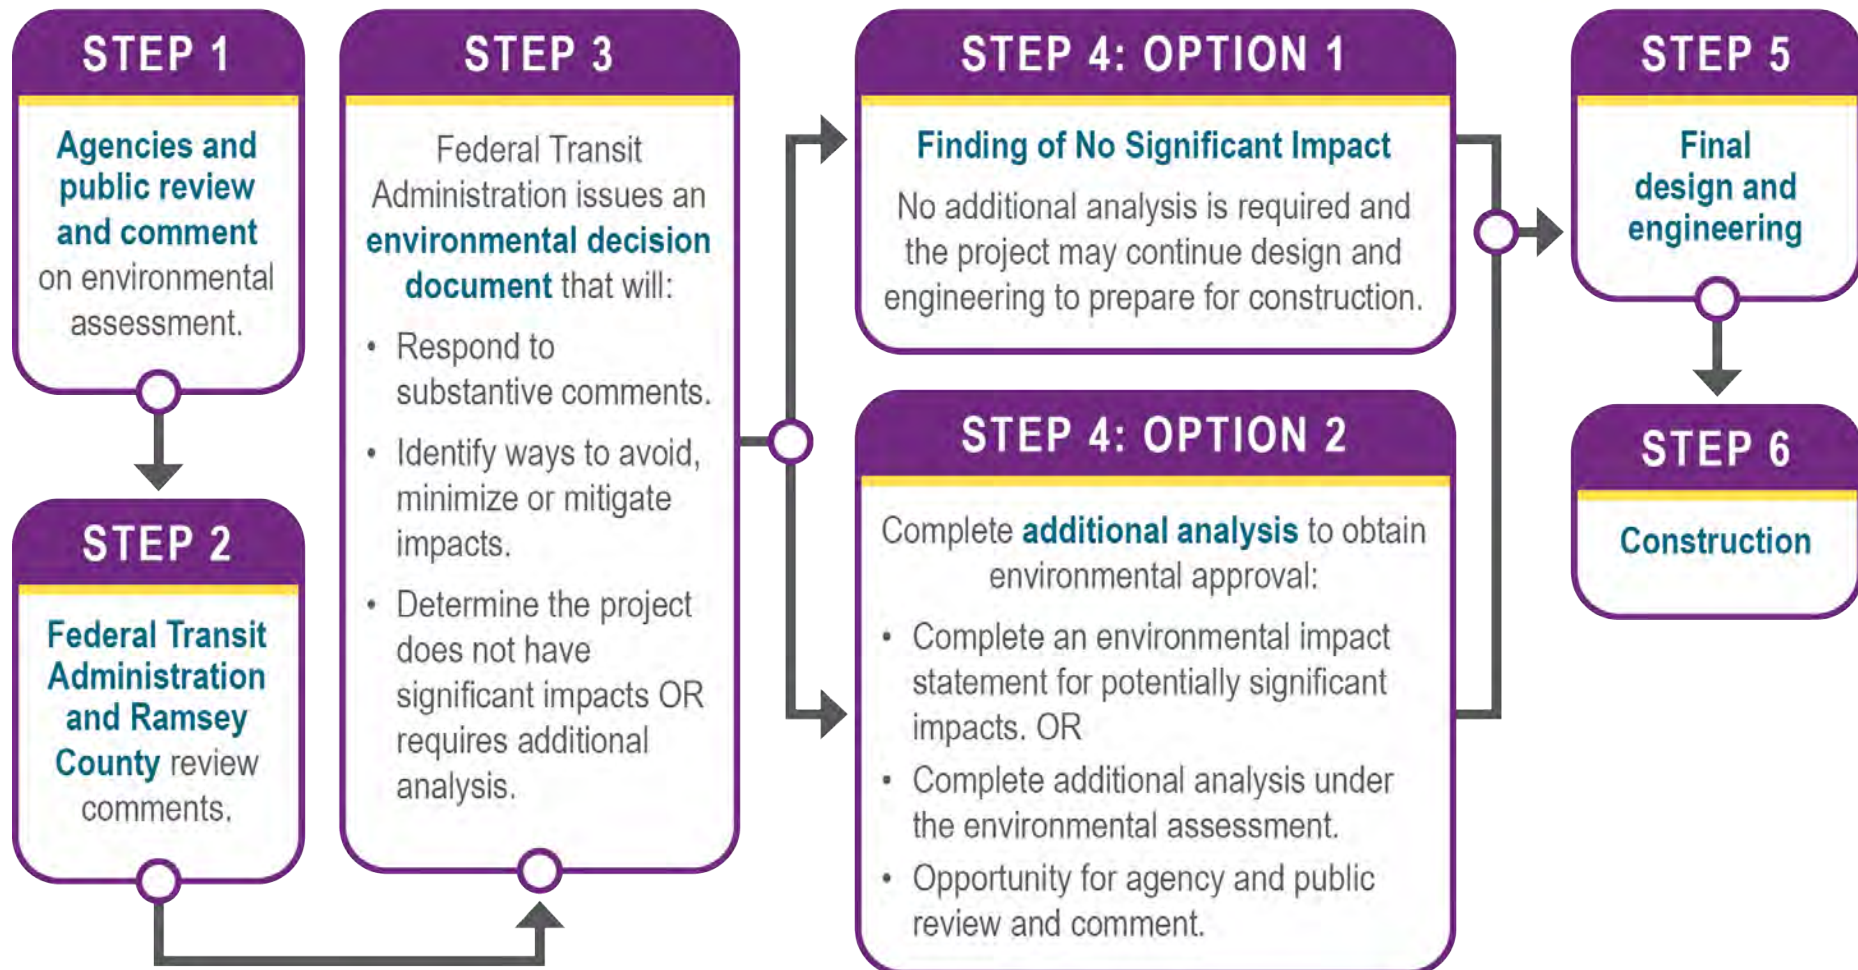 STEP 1
Agencies and
public review
and comment
on environmental
assessment.
STEP 2
Federal Transit
Administration
and Ramsey
County review
comments.
STEP 3
Federal Transit
Administration issues an
environmental decision
document that will:
• Respond to
substantive comments.
• Identify ways to avoid,
minimize or mitigate
impacts.
• Determine the project
does not have
significant impacts OR
requires additional
analysis.
STEP 4: OPTION 1
Finding of No Significant Impact
No additional analysis is required and
the project may continue design and
engineering to prepare for construction.
STEP 4: OPTION 2
Complete additional analysis to obtain
environmental approval:
• Complete an environmental impact
statement for potentially significant
impacts. OR
• Complete additional analysis under
the environmental assessment.
• Opportunity for agency and public
review and comment.
STEP 5
Final
design and
engineering
STEP 6
Construction